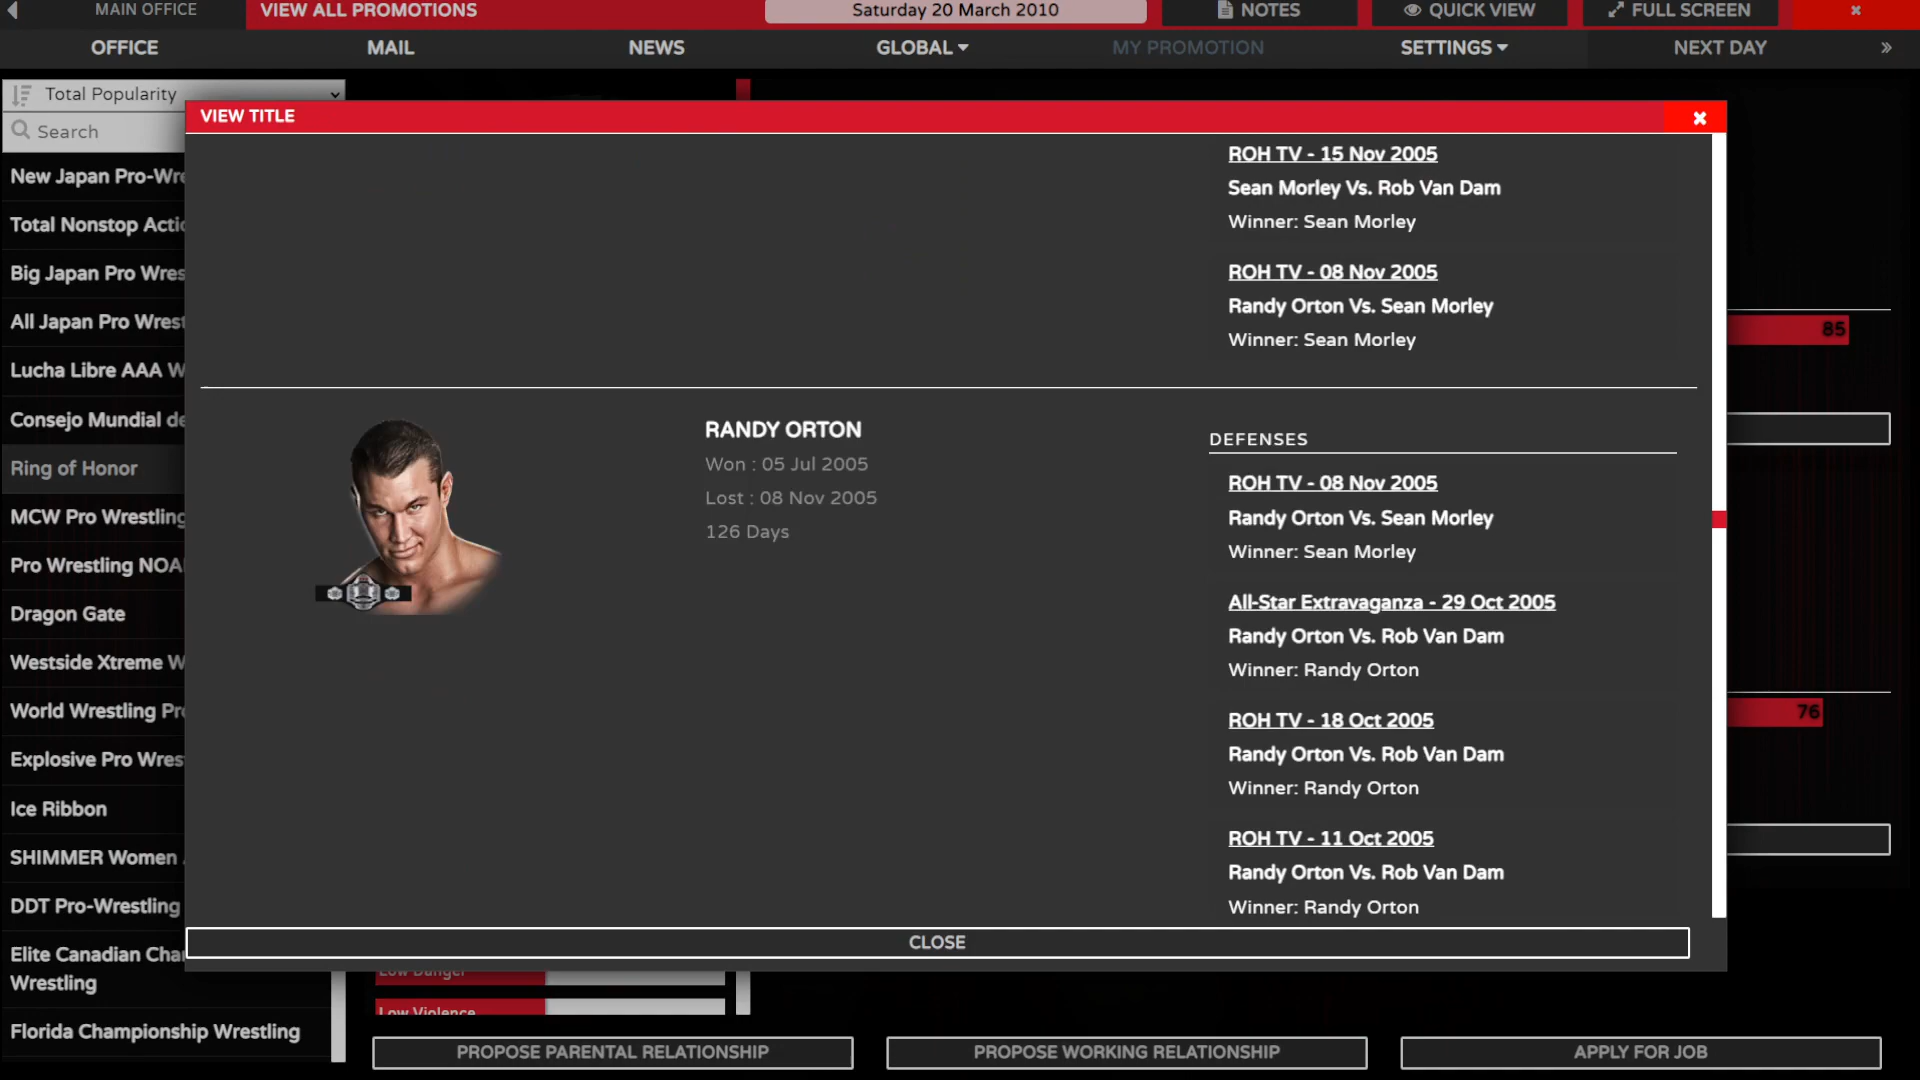 MAIN OFFICE
VIEW ALL PROMOTIONS
Saturday 20 March 2010
NOTES
QUICK VIEW
FULL SCREEN
OFFICE
MAIL
NEWS
GLOBAL
MY PROMOTION
SETTINGS
NEXT DAY
Total Popularity
Search
New Japan Pro-Wre
Total Nonstop Actio
Big Japan Pro Wres
All Japan Pro Wrest
Lucha Libre AAA W
Consejo Mundial de
Ring of Honor
MCW Pro Wrestling
Pro Wrestling NOA
Dragon Gate
Westside Xtreme W
World Wrestling Pro
Explosive Pro Wres
Ice Ribbon
SHIMMER Women
DDT Pro-Wrestling
Elite Canadian Cha
Wrestling
Florida Championship Wrestling
VIEW TITLE
ROH TV - 15 Nov 2005
Sean Morley Vs. Rob Van Dam
Winner: Sean Morley
ROH TV - 08 Nov 2005
Randy Orton Vs. Sean Morley
Winner: Sean Morley
RANDY ORTON
Won : 05 Jul 2005
Lost : 08 Nov 2005
126 Days
DEFENSES
ROH TV - 08 Nov 2005
Randy Orton Vs. Sean Morley
Winner: Sean Morley
All-Star Extravaganza - 29 Oct 2005
Randy Orton Vs. Rob Van Dam
Winner: Randy Orton
ROH TV - 18 Oct 2005
Randy Orton Vs. Rob Van Dam
Winner: Randy Orton
ROH TV - 11 Oct 2005
Randy Orton Vs. Rob Van Dam
Winner: Randy Orton
CLOSE
85
76
Low Danger
Low Violence
PROPOSE PARENTAL RELATIONSHIP
PROPOSE WORKING RELATIONSHIP
APPLY FOR JOB